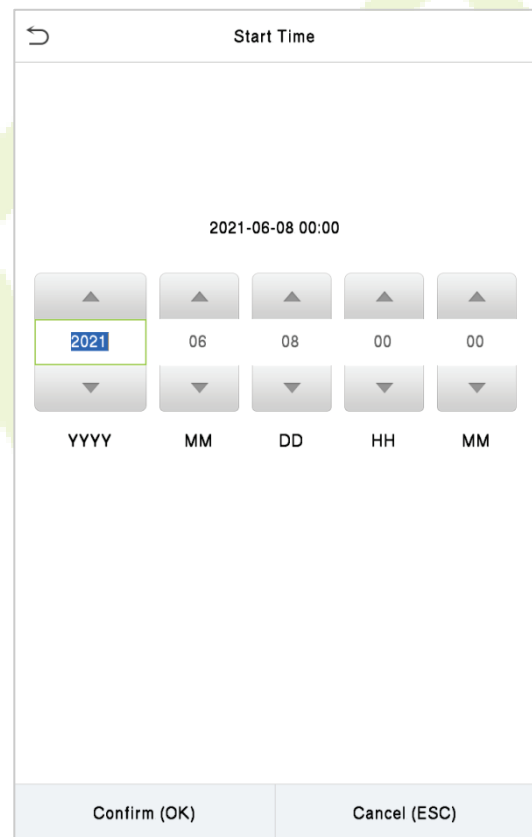 Start Time
2021-06-08 00:00
2021 06 08 00 00
YYYY MM DD HH MM
Confirm (OK) Cancel (ESC)